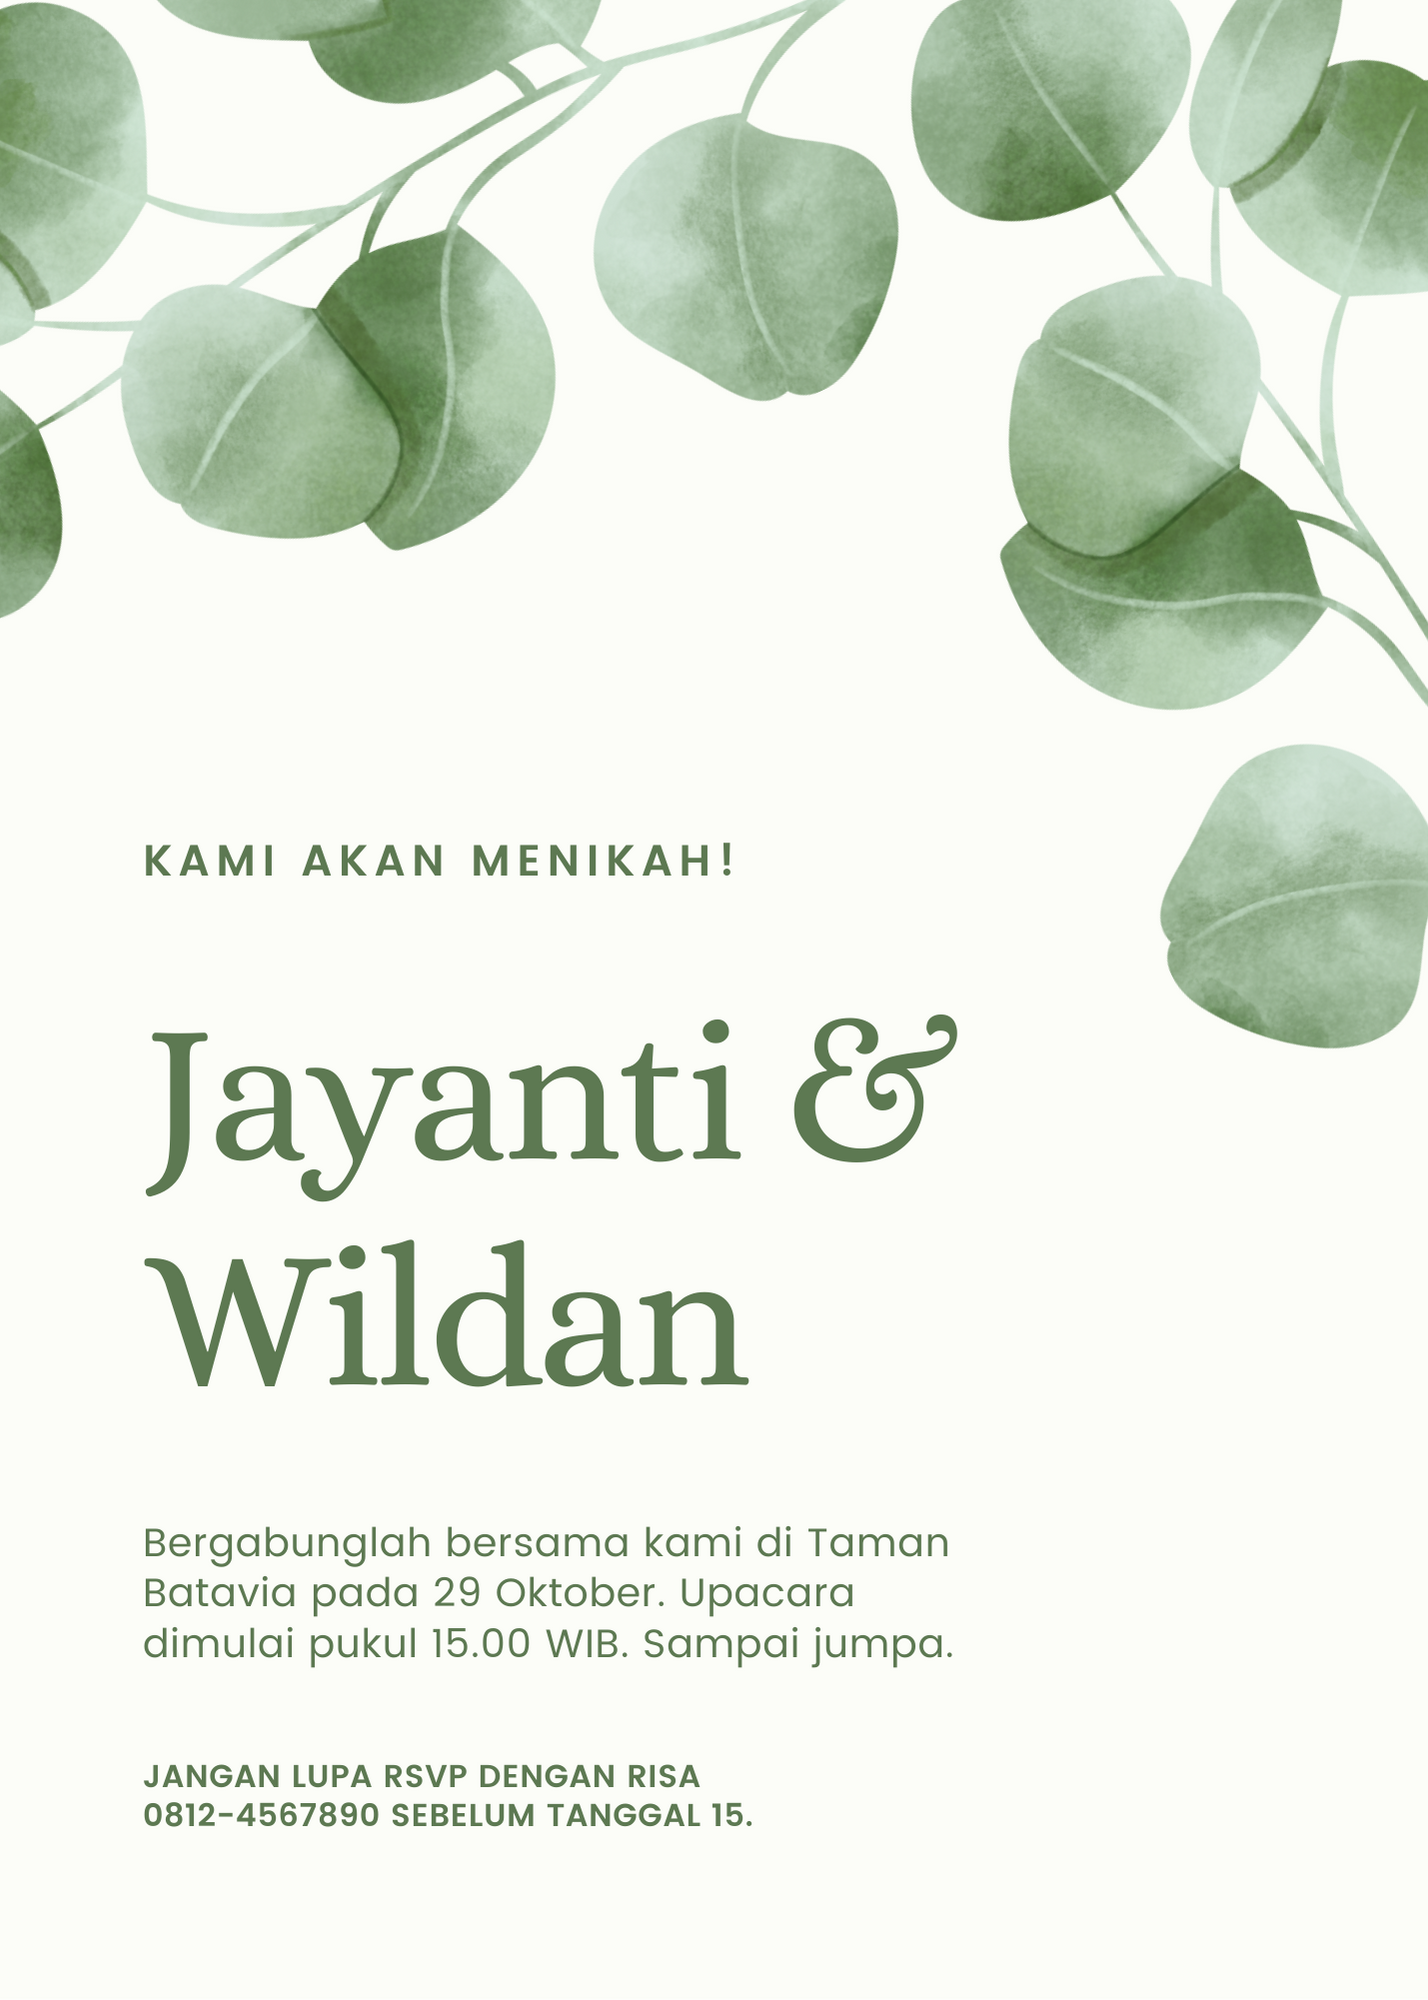 KAMI AKAN MENIKAH!
Jayanti &
Wildan
Bergabunglah bersama kami di Taman
Batavia pada 29 Oktober. Upacara
dimulai pukul 15.00 WIB. Sampai jumpa.
JANGAN LUPA RSVP DENGAN RISA
0812-4567890 SEBELUM TANGGAL 15.